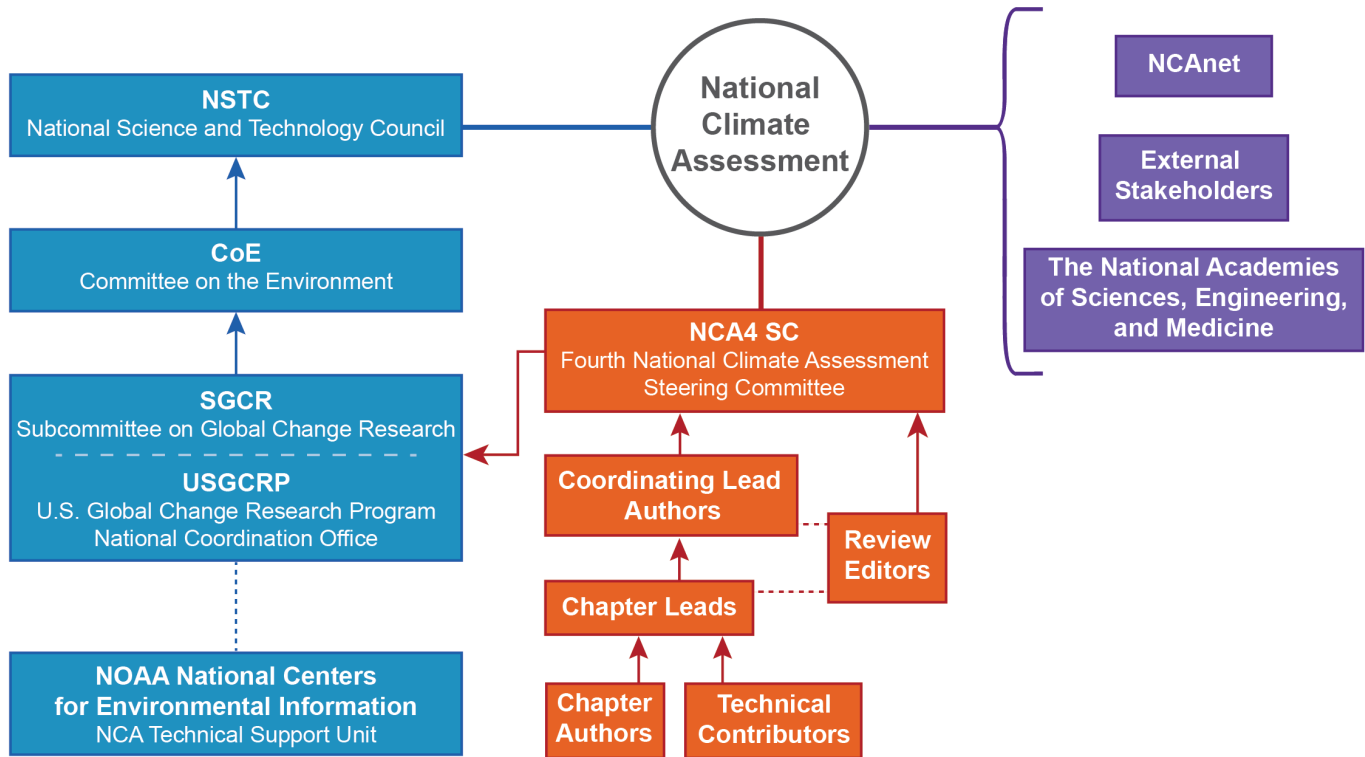 National
Climate
Assessment
NSTC
National Science and Technology Council
CoE
Committee on the Environment
SGCR
Subcommittee on Global Change Research
USGCRP
U.S. Global Change Research Program
National Coordination Office
NOAA National Centers
for Environmental Information
NCA Technical Support Unit
NCA4 SC
Fourth National Climate Assessment
Steering Committee
Coordinating Lead
Authors
Review
Editors
Chapter Leads
Chapter
Authors
Technical
Contributors
NCAnet
External
Stakeholders
The National Academies
of Sciences, Engineering,
and Medicine